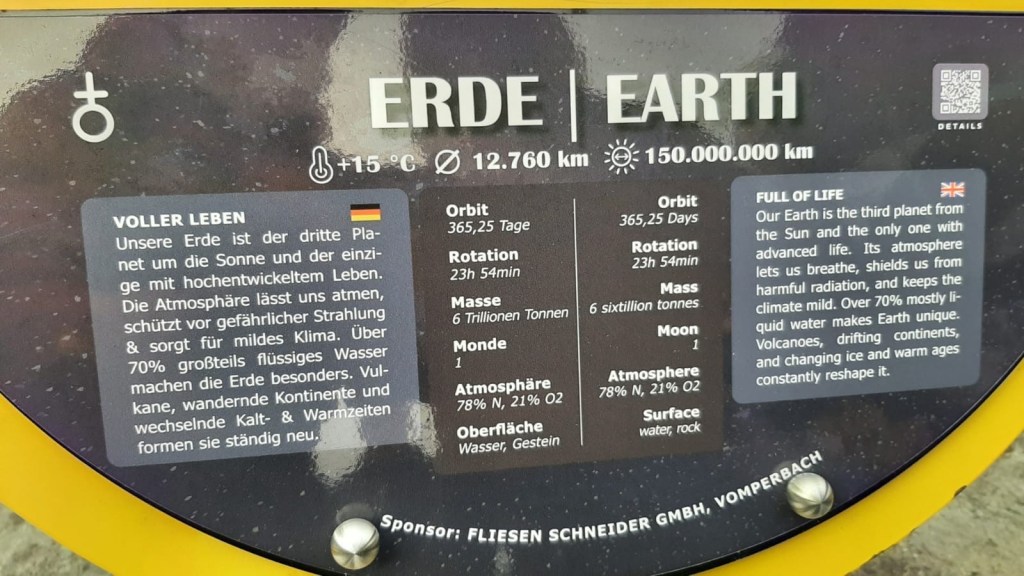 ERDE | EARTH
DETAILS
+15 °C Ø 12.760 km 150.000.000 km
VOLLER LEBEN
Unsere Erde ist der dritte Pla-
net um die Sonne und der einzi-
ge mit hochentwickeltem Leben.
Die Atmosphäre lässt uns atmen,
schützt vor gefährlicher Strahlung
& sorgt für mildes Klima. Über
70% großteils flüssiges Wasser
machen die Erde besonders. Vul-
kane, wandernde Kontinente und
wechselnde Kalt- & Warmzeiten
formen sie ständig neu.
Orbit
365,25 Tage
Rotation
23h 54min
Masse
6 Trillionen Tonnen
Monde
1
Atmosphäre
78% N, 21% O2
Oberfläche
Wasser, Gestein
Orbit
365,25 Days
Rotation
23h 54min
Mass
6 sixtillion tonnes
Moon
1
Atmosphere
78% N, 21% O2
Surface
water, rock
FULL OF LIFE
Our Earth is the third planet from
the Sun and the only one with
advanced life. Its atmosphere
lets us breathe, shields us from
harmful radiation, and keeps the
climate mild. Over 70% mostly li-
quid water makes Earth unique.
Volcanoes, drifting continents,
and changing ice and warm ages
constantly reshape it.
Sponsor: FLIESEN SCHNEIDER GMBH, VOMPERBACH